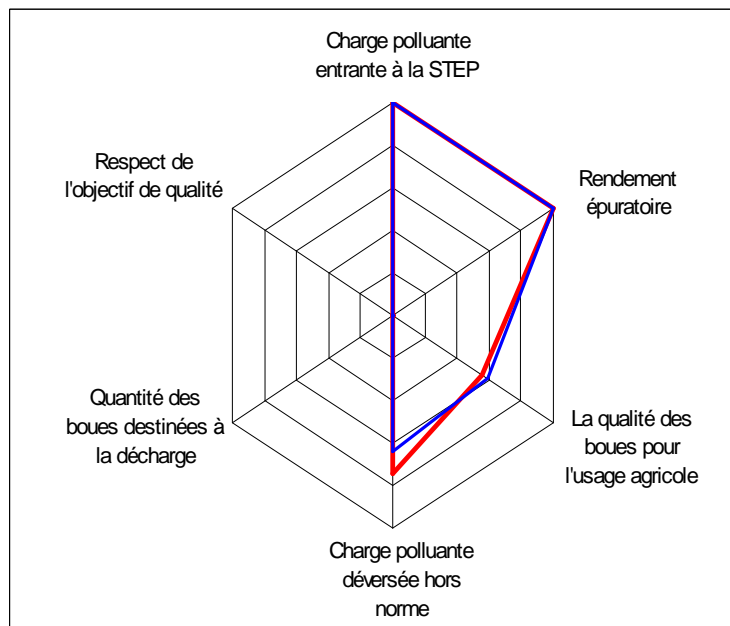 Charge polluante
entrante à la STEP
Respect de
l'objectif de qualité
Rendement
épuratoire
Quantité des
boues destinées à
la décharge
La qualité des
boues pour
l'usage agricole
Charge polluante
déversée hors
norme